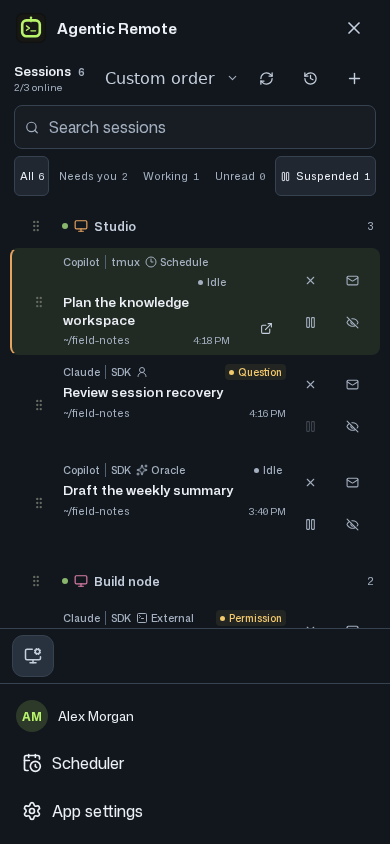 Agentic Remote
Sessions 6
2/3 online
Custom order
Search sessions
All 6
Needs you 2
Working 1
Unread 0
Suspended 1
Studio
3
Copilot | tmux Schedule
Idle
Plan the knowledge
workspace
~/field-notes
4:18 PM
Claude | SDK
Question
Review session recovery
~/field-notes
4:16 PM
Copilot | SDK Oracle
Idle
Draft the weekly summary
~/field-notes
3:40 PM
Build node
2
Claude | SDK External
Permission
AM
Alex Morgan
Scheduler
App settings